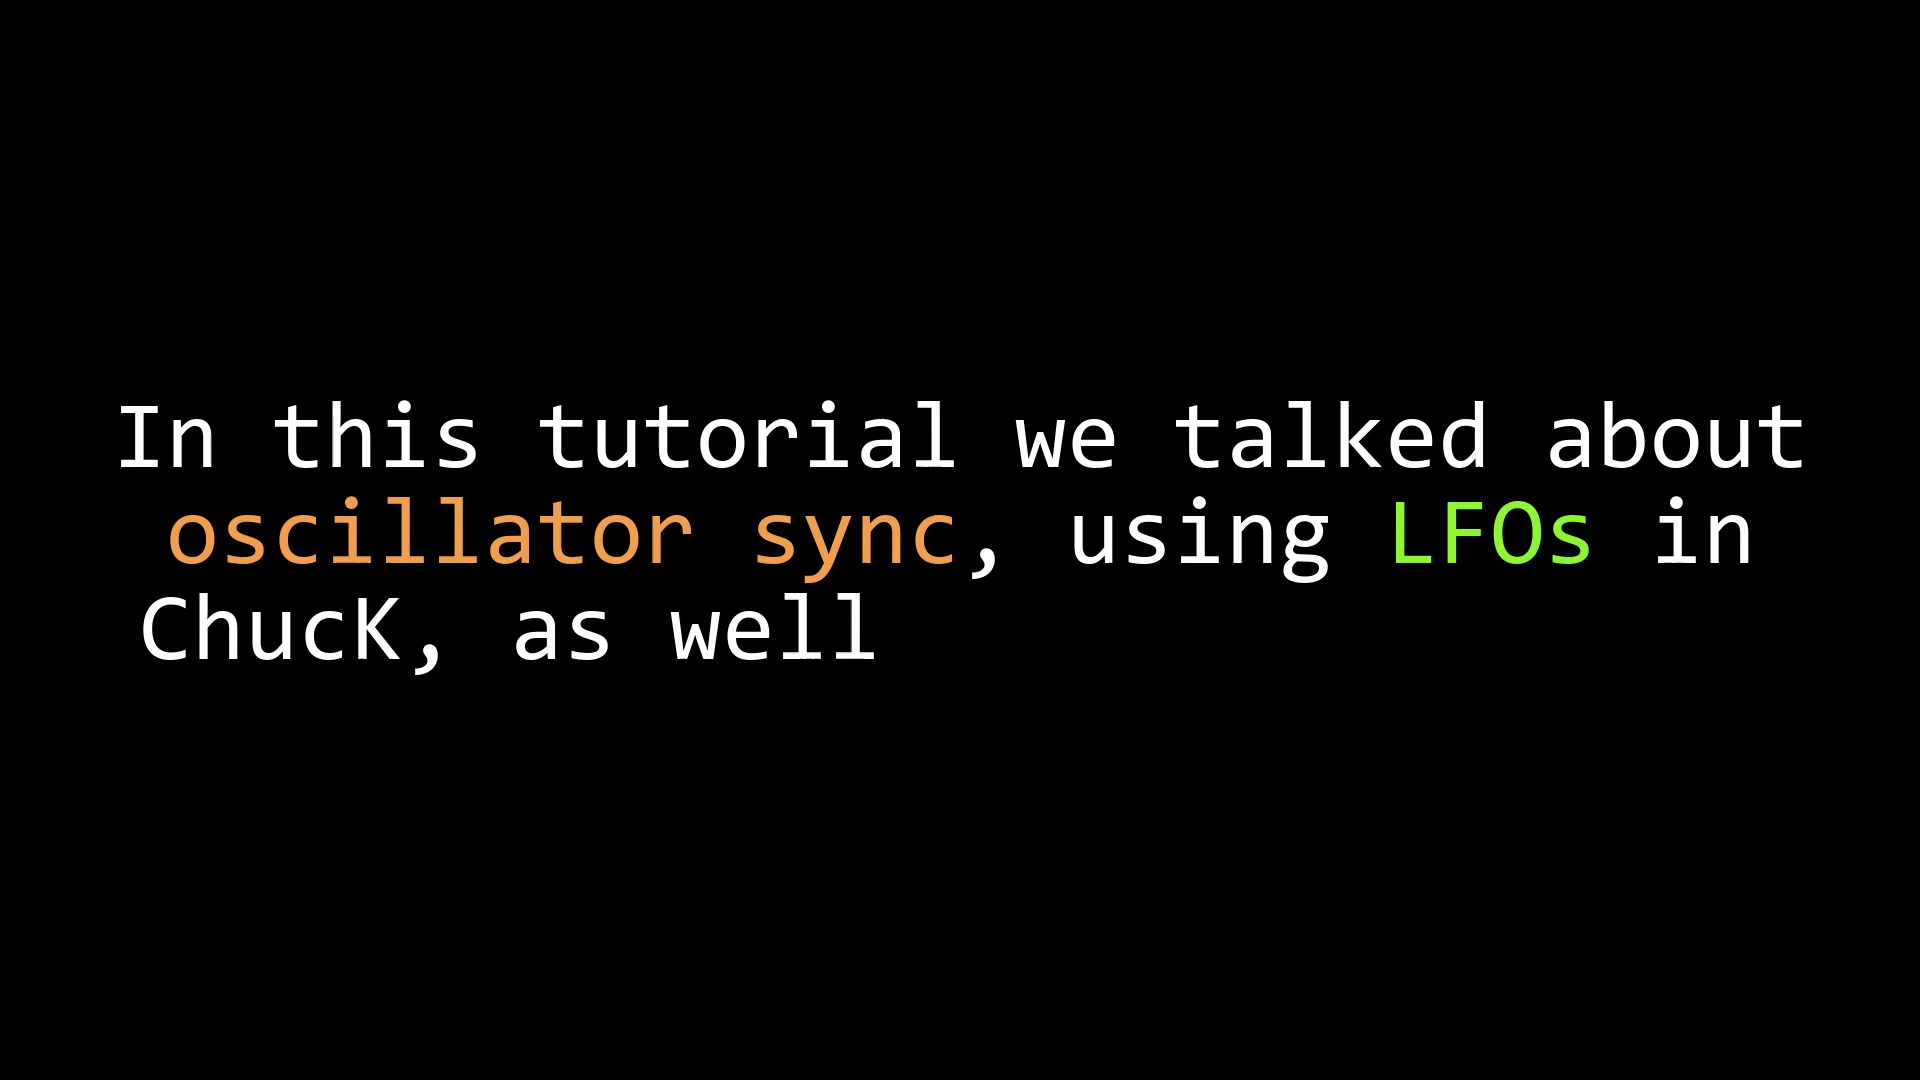 In this tutorial we talked about
oscillator sync, using LFOs in
ChucK, as well